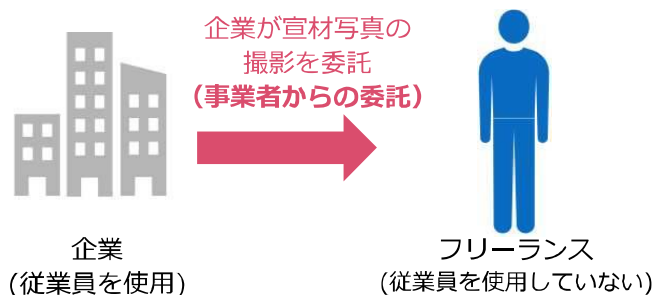 企業が宣材写真の
撮影を委託
（事業者からの委託）
企業
(従業員を使用)
フリーランス
(従業員を使用していない)